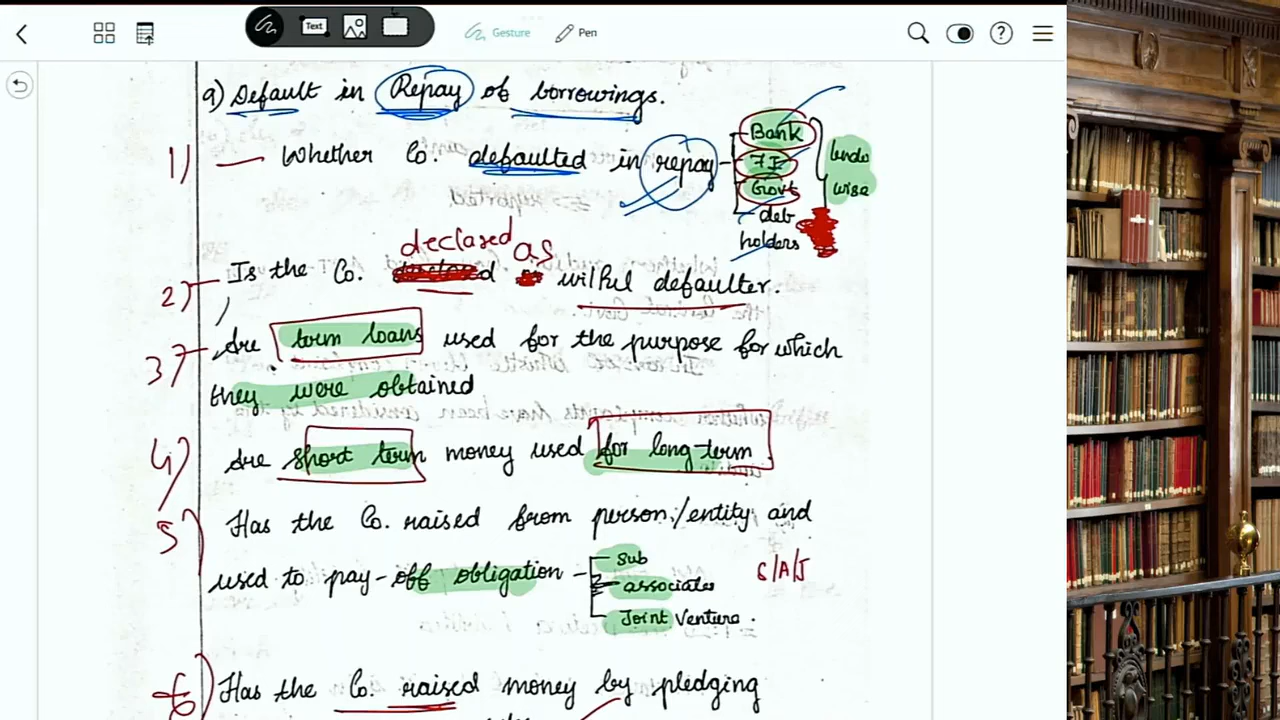 Text
Gesture
Pen
9) Default in Repay of borrowings.
1) — Whether Co. defaulted in repay
Bank
FI
Govt
deb
holders
wise
declared as
2) Is the Co. wilful defaulter.
3) Are term loans used for the purpose for which
they were obtained
4) Are short term money used for long-term
5) Has the Co. raised from person/entity and
used to pay-off obligation
Sub
associates
Joint Venture.
S/A/J
6) Has the Co. raised money by pledging